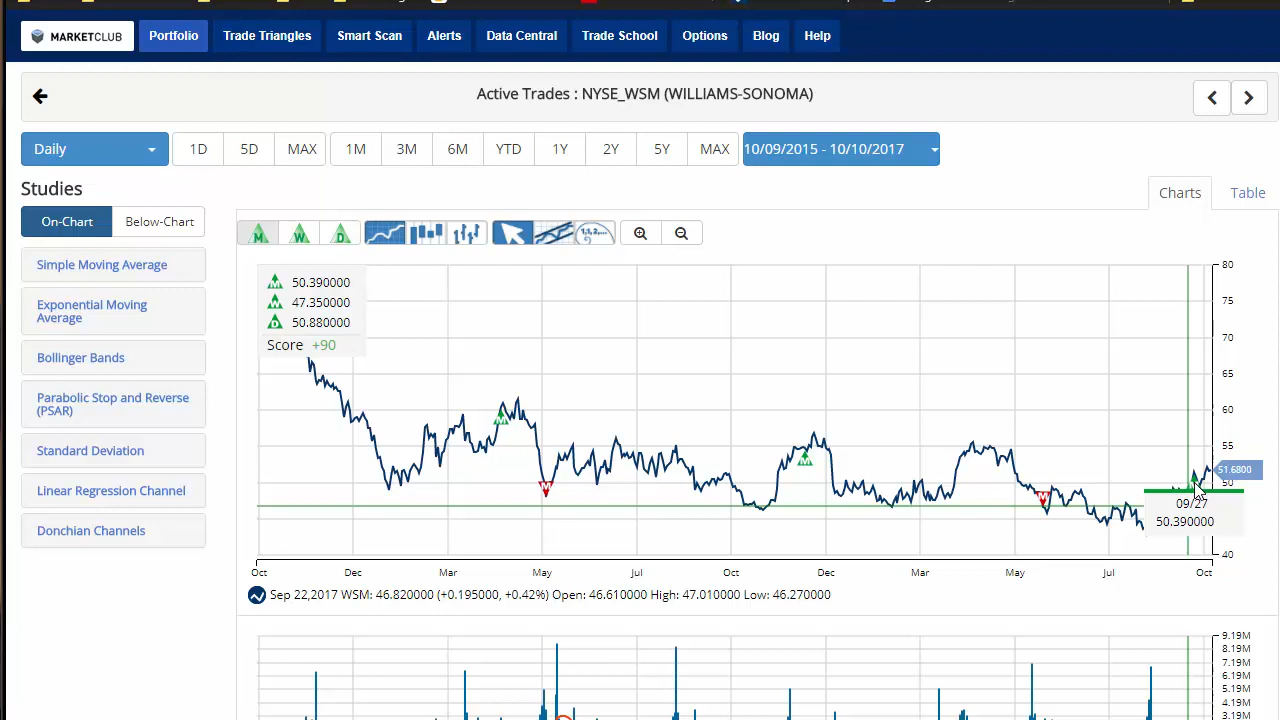 MARKETCLUB Portfolio Trade Triangles Smart Scan Alerts Data Central Trade School Options Blog Help
Active Trades : NYSE_WSM (WILLIAMS-SONOMA)
Daily 1D 5D MAX 1M 3M 6M YTD 1Y 2Y 5Y MAX 10/09/2015 - 10/10/2017
Studies
Charts Table
On-Chart Below-Chart
M W D
Simple Moving Average
Exponential Moving
Average
Bollinger Bands
Parabolic Stop and Reverse
(PSAR)
Standard Deviation
Linear Regression Channel
Donchian Channels
M 50.390000
W 47.350000
D 50.880000
Score +90
80
75
70
65
60
55
51.6800
50
40
M
M
M
M
09/27
50.390000
Oct Dec Mar May Jul Oct Dec Mar May Jul Oct
Sep 22,2017 WSM: 46.820000 (+0.195000, +0.42%) Open: 46.610000 High: 47.010000 Low: 46.270000
9.19M
8.19M
7.19M
6.19M
5.19M
4.19M
3.19M